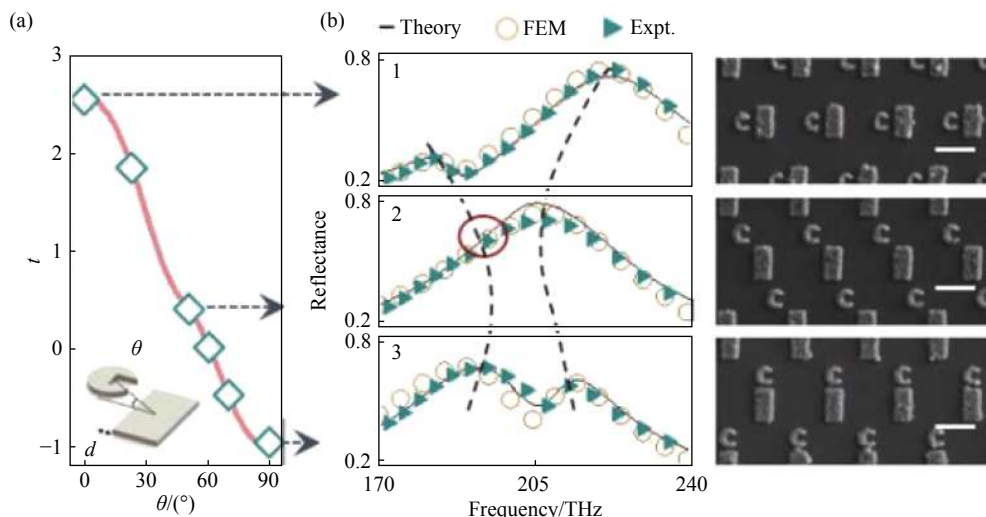 (a)
(b)
Theory
FEM
Expt.
3
2
1
0
−1
t
θ
d
0
30
60
90
θ/(°)
0.8
1
0.2
0.8
2
0.2
0.8
3
0.2
Reflectance
170
205
240
Frequency/THz